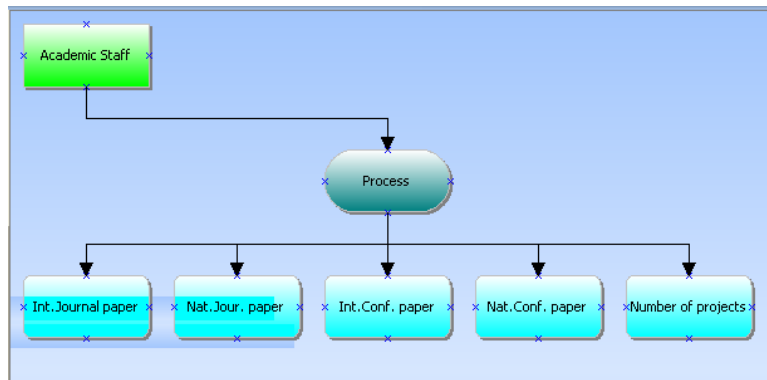 Academic Staff
Process
Int.Journal paper
Nat.Jour. paper
Int.Conf. paper
Nat.Conf. paper
Number of projects